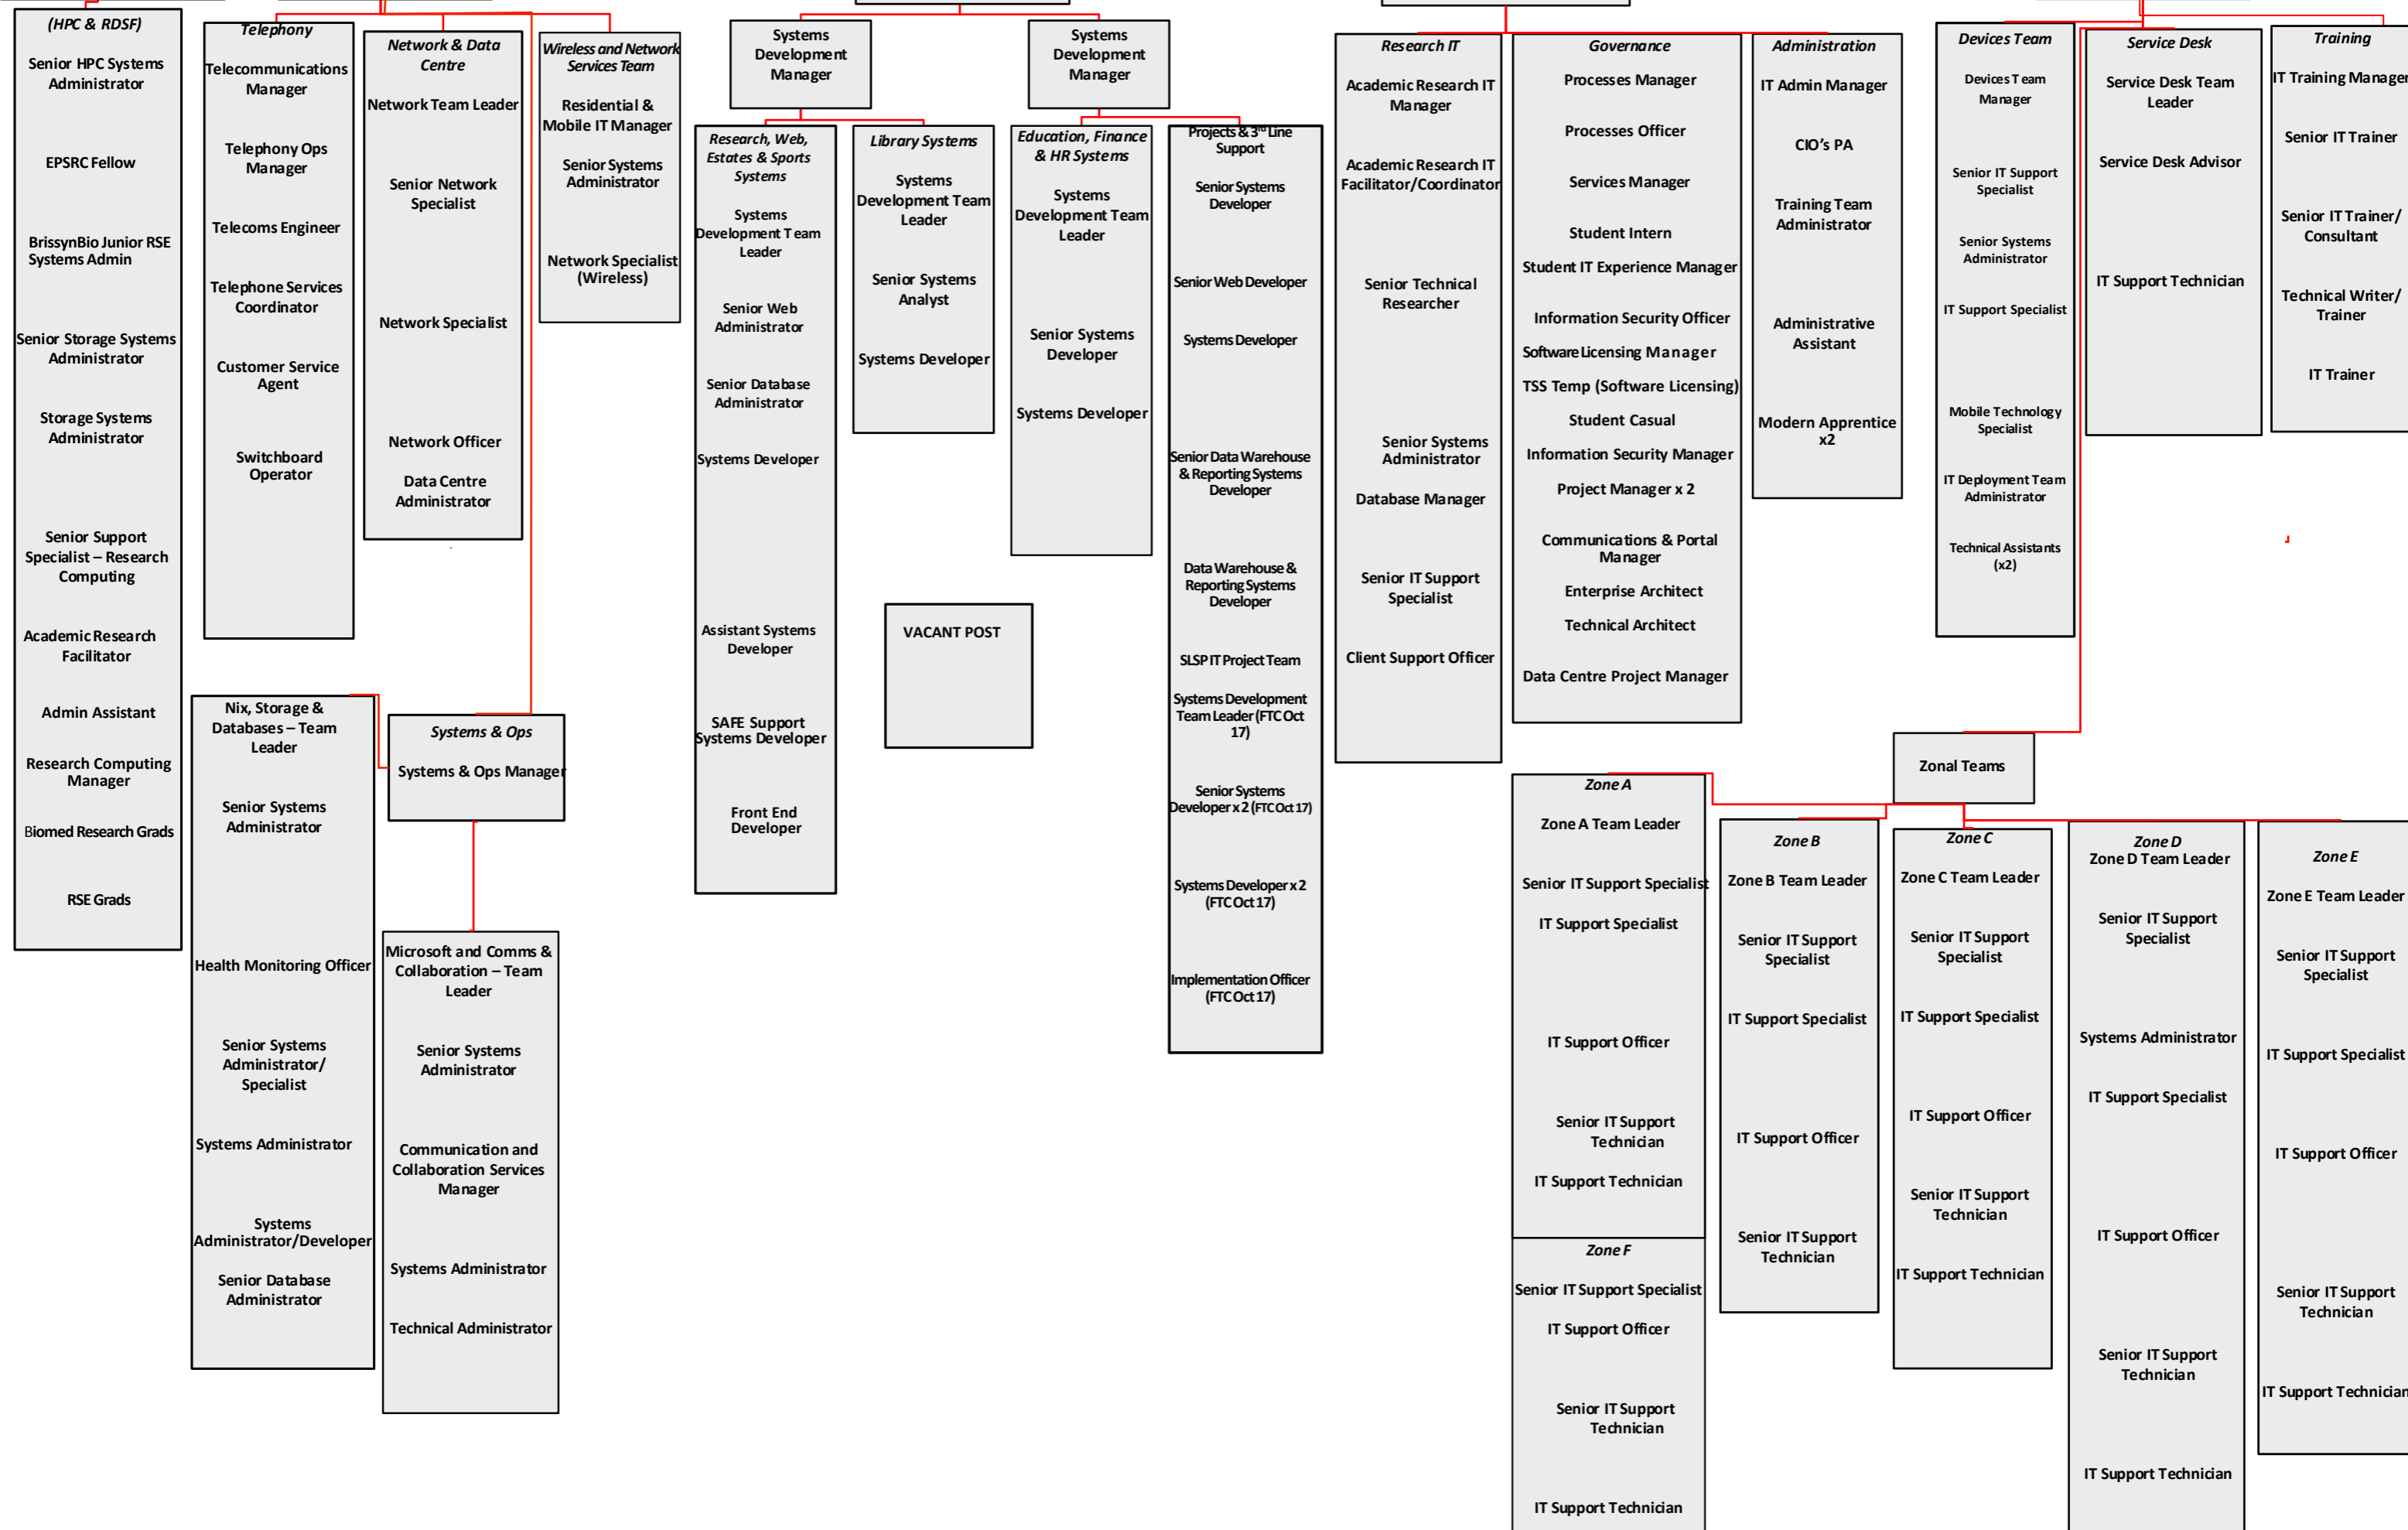 (HPC & RDSF)
Senior HPC Systems
Administrator
EPSRC Fellow
BrissynBio Junior RSE
Systems Admin
Senior Storage Systems
Administrator
Storage Systems
Administrator
Senior Support
Specialist – Research
Computing
Academic Research
Facilitator
Admin Assistant
Research Computing
Manager
Biomed Research Grads
RSE Grads
Telephony
Telecommunications
Manager
Telephony Ops
Manager
Telecoms Engineer
Telephone Services
Coordinator
Customer Service
Agent
Switchboard
Operator
Network & Data
Centre
Network Team Leader
Senior Network
Specialist
Network Specialist
Network Officer
Data Centre
Administrator
Wireless and Network
Services Team
Residential &
Mobile IT Manager
Senior Systems
Administrator
Network Specialist
(Wireless)
Nix, Storage &
Databases – Team
Leader
Senior Systems
Administrator
Health Monitoring Officer
Senior Systems
Administrator/
Specialist
Systems Administrator
Systems
Administrator/Developer
Senior Database
Administrator
Systems & Ops
Systems & Ops Manager
Microsoft and Comms &
Collaboration – Team
Leader
Senior Systems
Administrator
Communication and
Collaboration Services
Manager
Systems Administrator
Technical Administrator
Systems
Development
Manager
Systems
Development
Manager
Research, Web,
Estates & Sports
Systems
Systems
Development Team
Leader
Senior Web
Administrator
Senior Database
Administrator
Systems Developer
Assistant Systems
Developer
SAFE Support
Systems Developer
Front End
Developer
Library Systems
Systems
Development Team
Leader
Senior Systems
Analyst
Systems Developer
VACANT POST
Education, Finance
& HR Systems
Systems
Development Team
Leader
Senior Systems
Developer
Systems Developer
Projects & 3rd Line
Support
Senior Systems
Developer
Senior Web Developer
Systems Developer
Senior Data Warehouse
& Reporting Systems
Developer
Data Warehouse &
Reporting Systems
Developer
SLSP IT Project Team
Systems Development
Team Leader (FTC Oct
17)
Senior Systems
Developer x 2 (FTC Oct 17)
Systems Developer x 2
(FTC Oct 17)
Implementation Officer
(FTC Oct 17)
Research IT
Academic Research IT
Manager
Academic Research IT
Facilitator/Coordinator
Senior Technical
Researcher
Senior Systems
Administrator
Database Manager
Senior IT Support
Specialist
Client Support Officer
Governance
Processes Manager
Processes Officer
Services Manager
Student Intern
Student IT Experience Manager
Information Security Officer
Software Licensing Manager
TSS Temp (Software Licensing)
Student Casual
Information Security Manager
Project Manager x 2
Communications & Portal
Manager
Enterprise Architect
Technical Architect
Data Centre Project Manager
Administration
IT Admin Manager
CIO's PA
Training Team
Administrator
Administrative
Assistant
Modern Apprentice
x2
Devices Team
Devices Team
Manager
Senior IT Support
Specialist
Senior Systems
Administrator
IT Support Specialist
Mobile Technology
Specialist
IT Deployment Team
Administrator
Technical Assistants
(x2)
Service Desk
Service Desk Team
Leader
Service Desk Advisor
IT Support Technician
Training
IT Training Manager
Senior IT Trainer
Senior IT Trainer/
Consultant
Technical Writer/
Trainer
IT Trainer
Zonal Teams
Zone A
Zone A Team Leader
Senior IT Support Specialist
IT Support Specialist
IT Support Officer
Senior IT Support
Technician
IT Support Technician
Zone F
Senior IT Support Specialist
IT Support Officer
Senior IT Support
Technician
IT Support Technician
Zone B
Zone B Team Leader
Senior IT Support
Specialist
IT Support Specialist
IT Support Officer
Senior IT Support
Technician
Zone C
Zone C Team Leader
Senior IT Support
Specialist
IT Support Specialist
IT Support Officer
Senior IT Support
Technician
IT Support Technician
Zone D
Zone D Team Leader
Senior IT Support
Specialist
Systems Administrator
IT Support Specialist
IT Support Officer
Senior IT Support
Technician
IT Support Technician
Zone E
Zone E Team Leader
Senior IT Support
Specialist
IT Support Specialist
IT Support Officer
Senior IT Support
Technician
IT Support Technician